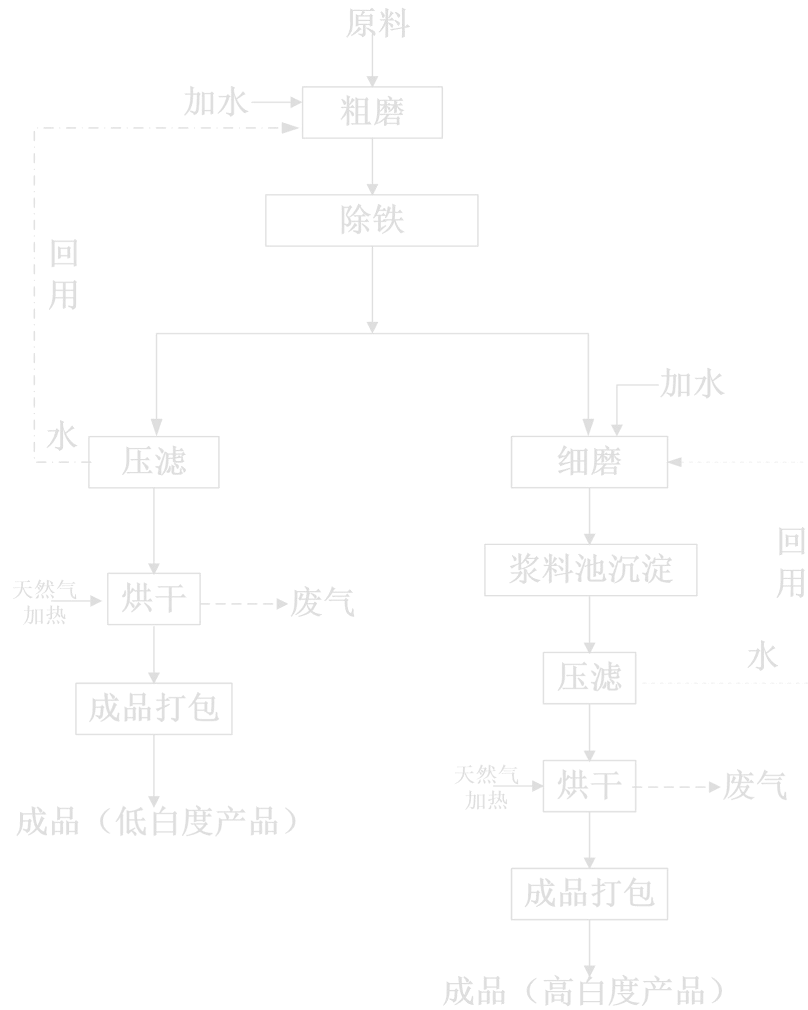 原料
加水
粗磨
除铁
回
用
加水
水
压滤
细磨
浆料池沉淀
回
用
天然气
加热
烘干
废气
水
压滤
成品打包
天然气
加热
烘干
废气
成品（低白度产品）
成品打包
成品（高白度产品）